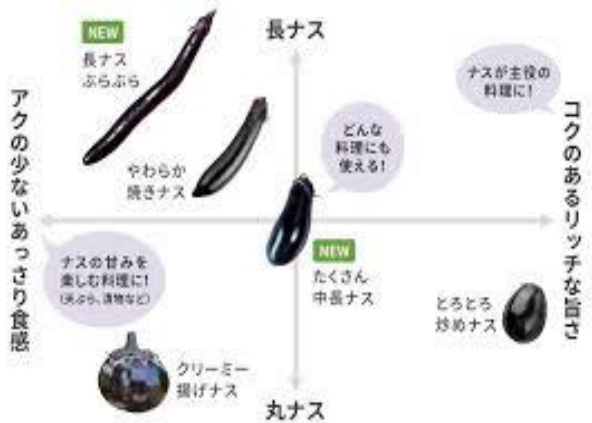 長ナス
NEW
長ナス
ぶらぶら
ナスが主役の
料理に!
アクの少ないあっさり食感
コクのあるリッチな旨さ
どんな
料理にも
使える!
やわらか
焼きナス
ナスの甘みを
楽しむ料理に!
(天ぷら、漬物など)
NEW
たくさん
中長ナス
とろとろ
炒めナス
クリーミー
揚げナス
丸ナス